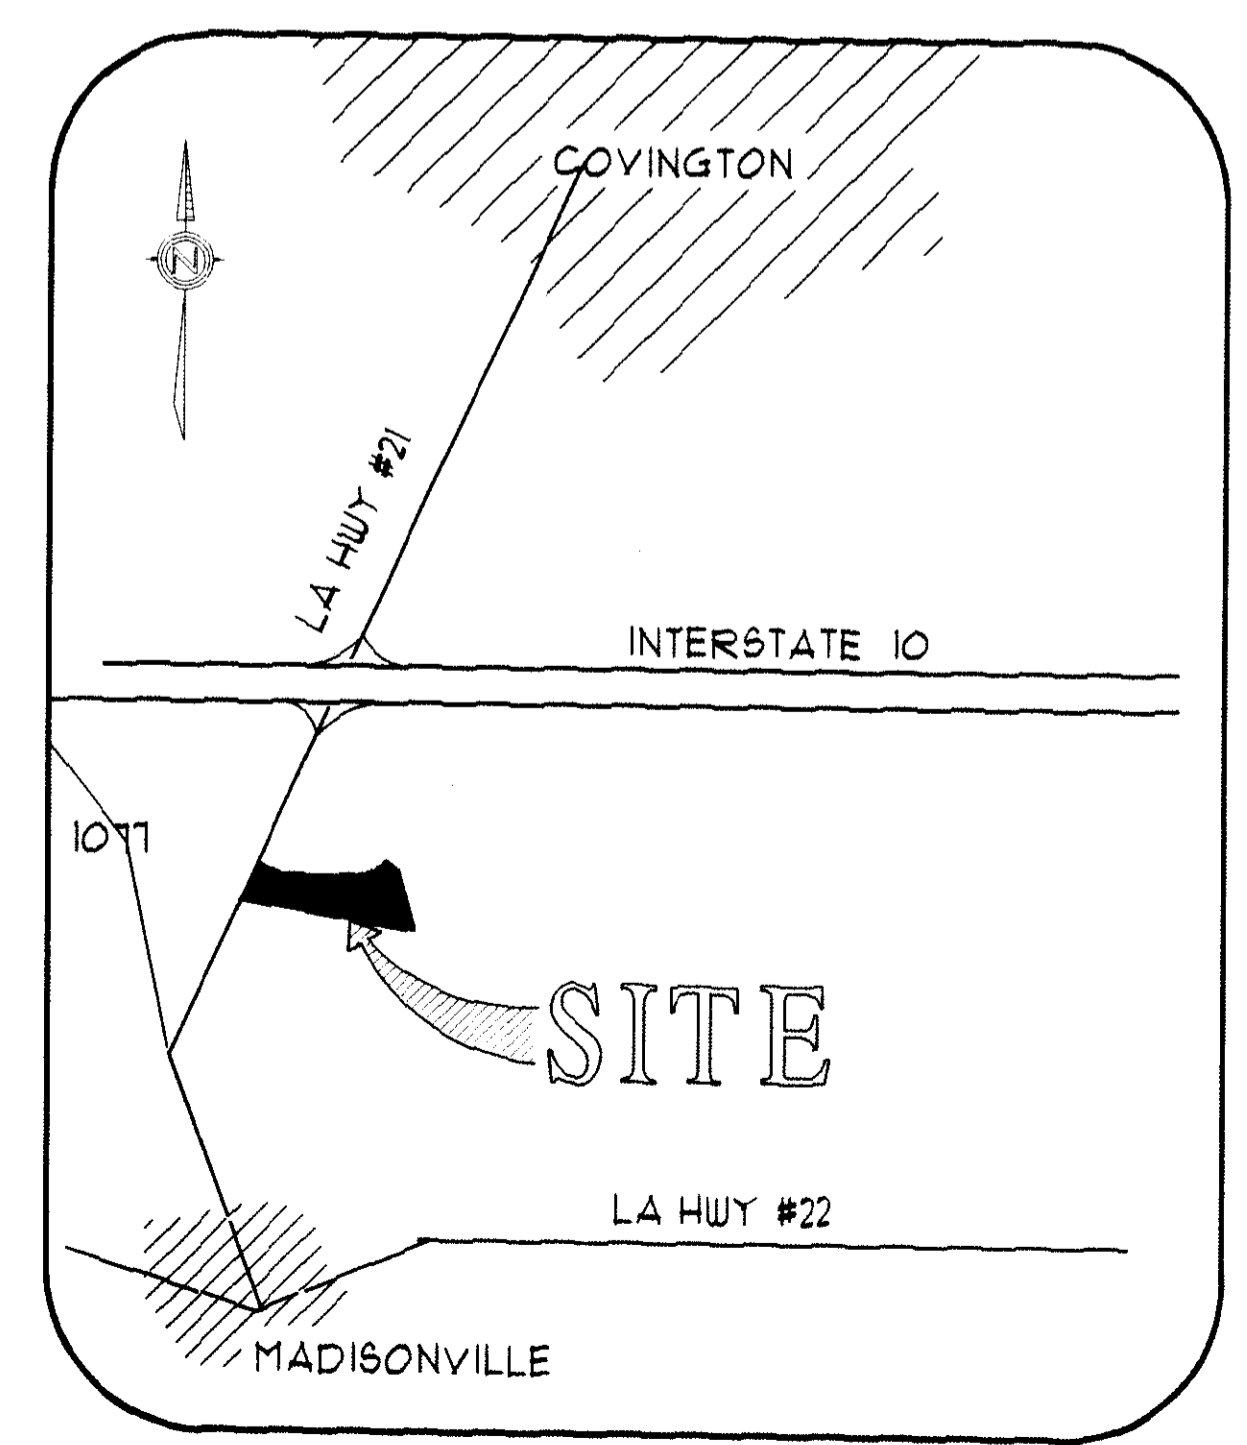 COVINGTON
N
LA HWY #21
INTERSTATE 10
1077
SITE
LA HWY #22
MADISONVILLE